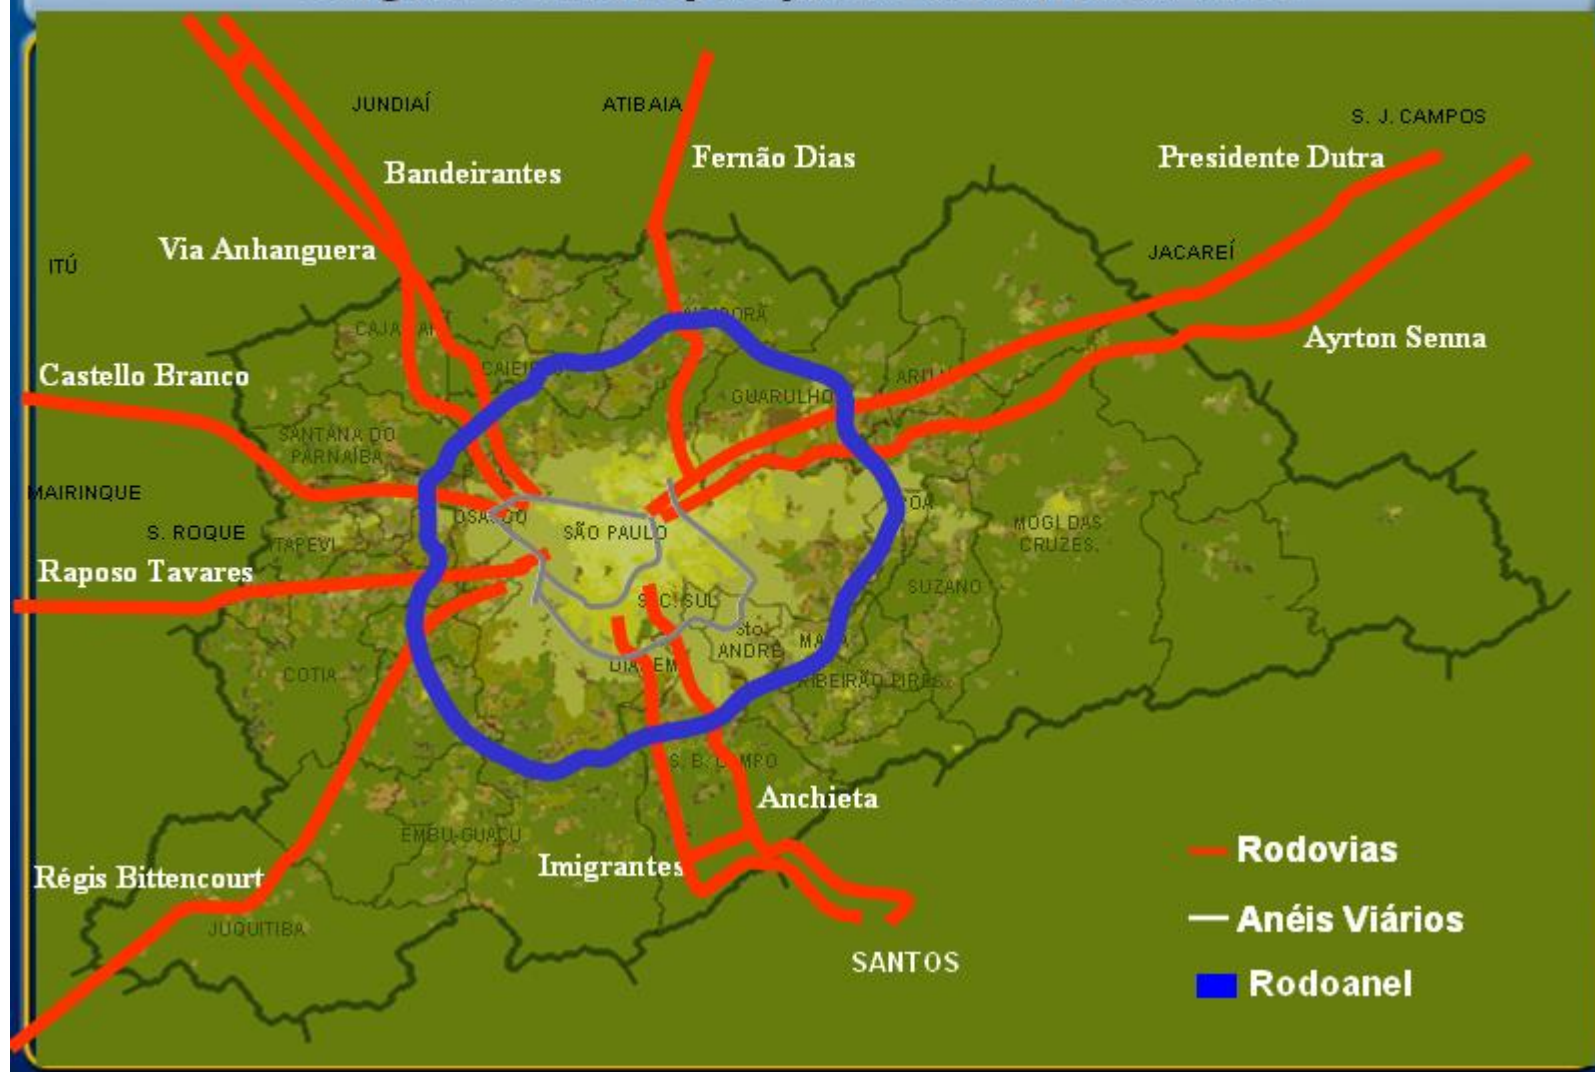 JUNDIAÍ
ATIBAIA
S. J. CAMPOS
Bandeirantes
Fernão Dias
Presidente Dutra
Via Anhanguera
ITÚ
JACAREÍ
Castello Branco
Ayrton Senna
GUARULHOS
SANTANA DO
PARNAÍBA
MAIRINQUE
S. ROQUE
SÃO PAULO
MOGI DAS
CRUZES.
Raposo Tavares
SUZANO
S. C. SUL
Sto.
ANDRÉ
COTIA
RIBEIRÃO PIRES
Anchieta
EMBU-GUAÇU
Imigrantes
Régis Bittencourt
JUQUITIBA
SANTOS
Rodovias
Anéis Viários
Rodoanel